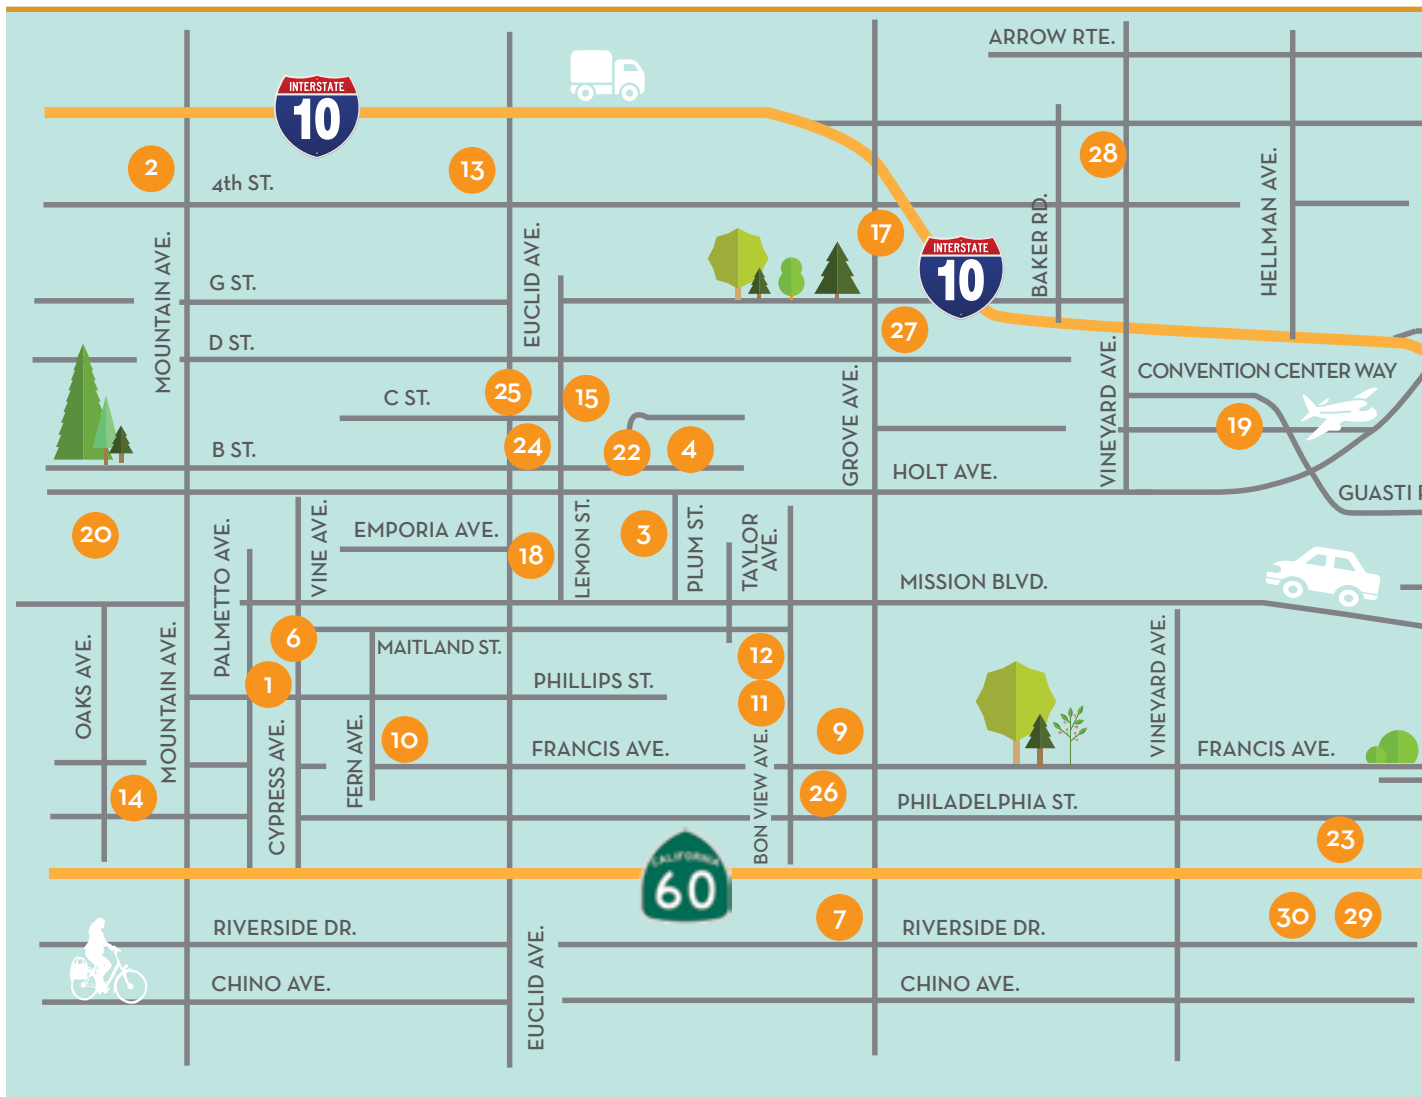 ARROW RTE.
INTERSTATE
10
2
13
28
4th ST.
HELLMAN AVE.
BAKER RD.
17
MOUNTAIN AVE.
EUCLID AVE.
INTERSTATE
10
G ST.
27
D ST.
VINEYARD AVE.
CONVENTION CENTER WAY
GROVE AVE.
25
15
C ST.
19
24
22
4
B ST.
HOLT AVE.
GUASTI
20
PALMETTO AVE.
VINE AVE.
EMPORIA AVE.
18
LEMON ST.
3
PLUM ST.
TAYLOR
AVE.
MISSION BLVD.
OAKS AVE.
MOUNTAIN AVE.
6
MAITLAND ST.
12
VINEYARD AVE.
1
PHILLIPS ST.
11
CYPRESS AVE.
FERN AVE.
10
FRANCIS AVE.
BON VIEW AVE.
9
FRANCIS AVE.
14
26
PHILADELPHIA ST.
23
CALIFORNIA
60
7
30
29
RIVERSIDE DR.
RIVERSIDE DR.
EUCLID AVE.
CHINO AVE.
CHINO AVE.